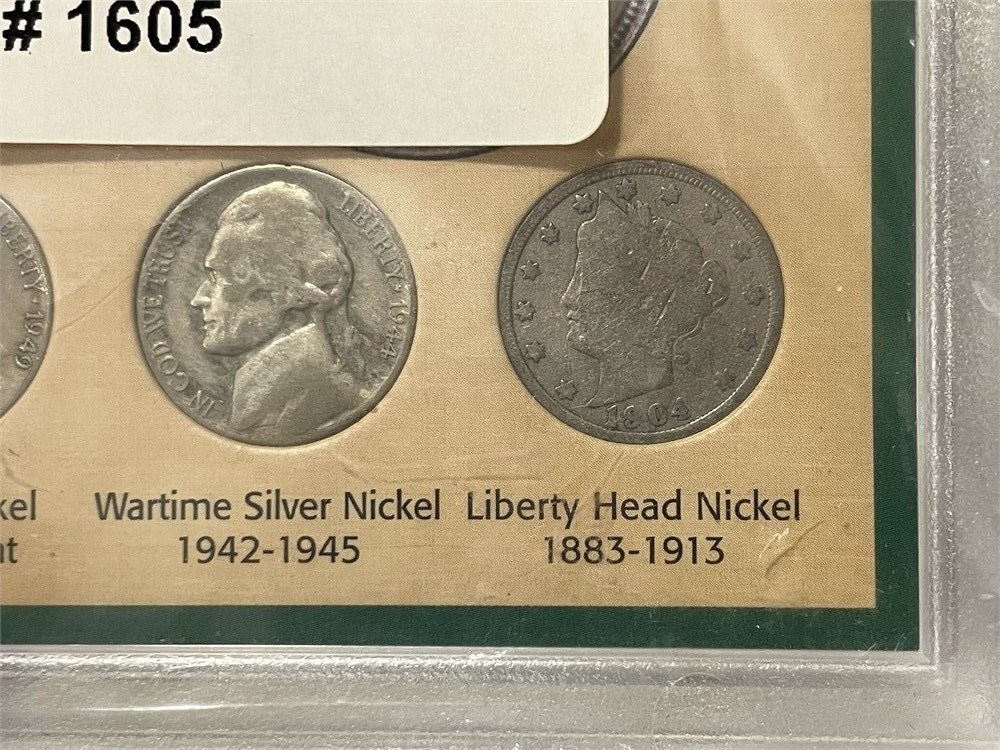 # 1605
IBERTY · 1949
IN GOD WE TRUST
LIBERTY · 1944
1904
kel
Wartime Silver Nickel
Liberty Head Nickel
nt
1942-1945
1883-1913